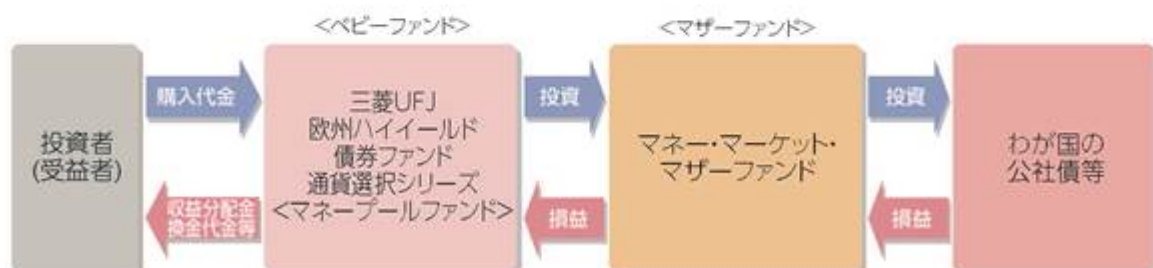 <ベビーファンド>
<マザーファンド>
投資者
(受益者)
購入代金
収益分配金
換金代金等
三菱UFJ
欧州ハイイールド
債券ファンド
通貨選択シリーズ
<マネープールファンド>
投資
損益
マネー・マーケット・
マザーファンド
投資
損益
わが国の
公社債等